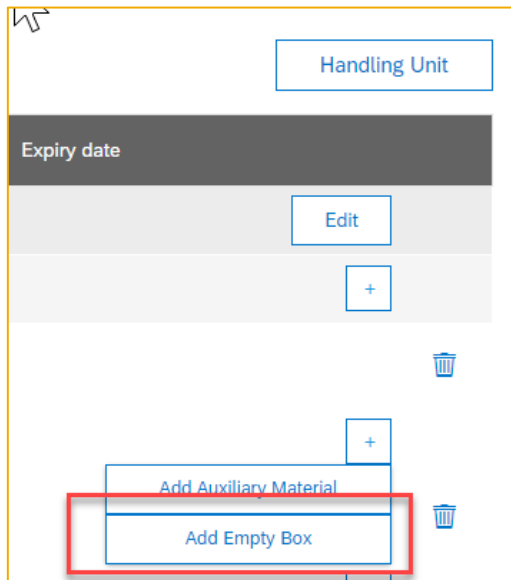 Handling Unit
Expiry date
Edit
+
+
Add Auxiliary Material
Add Empty Box